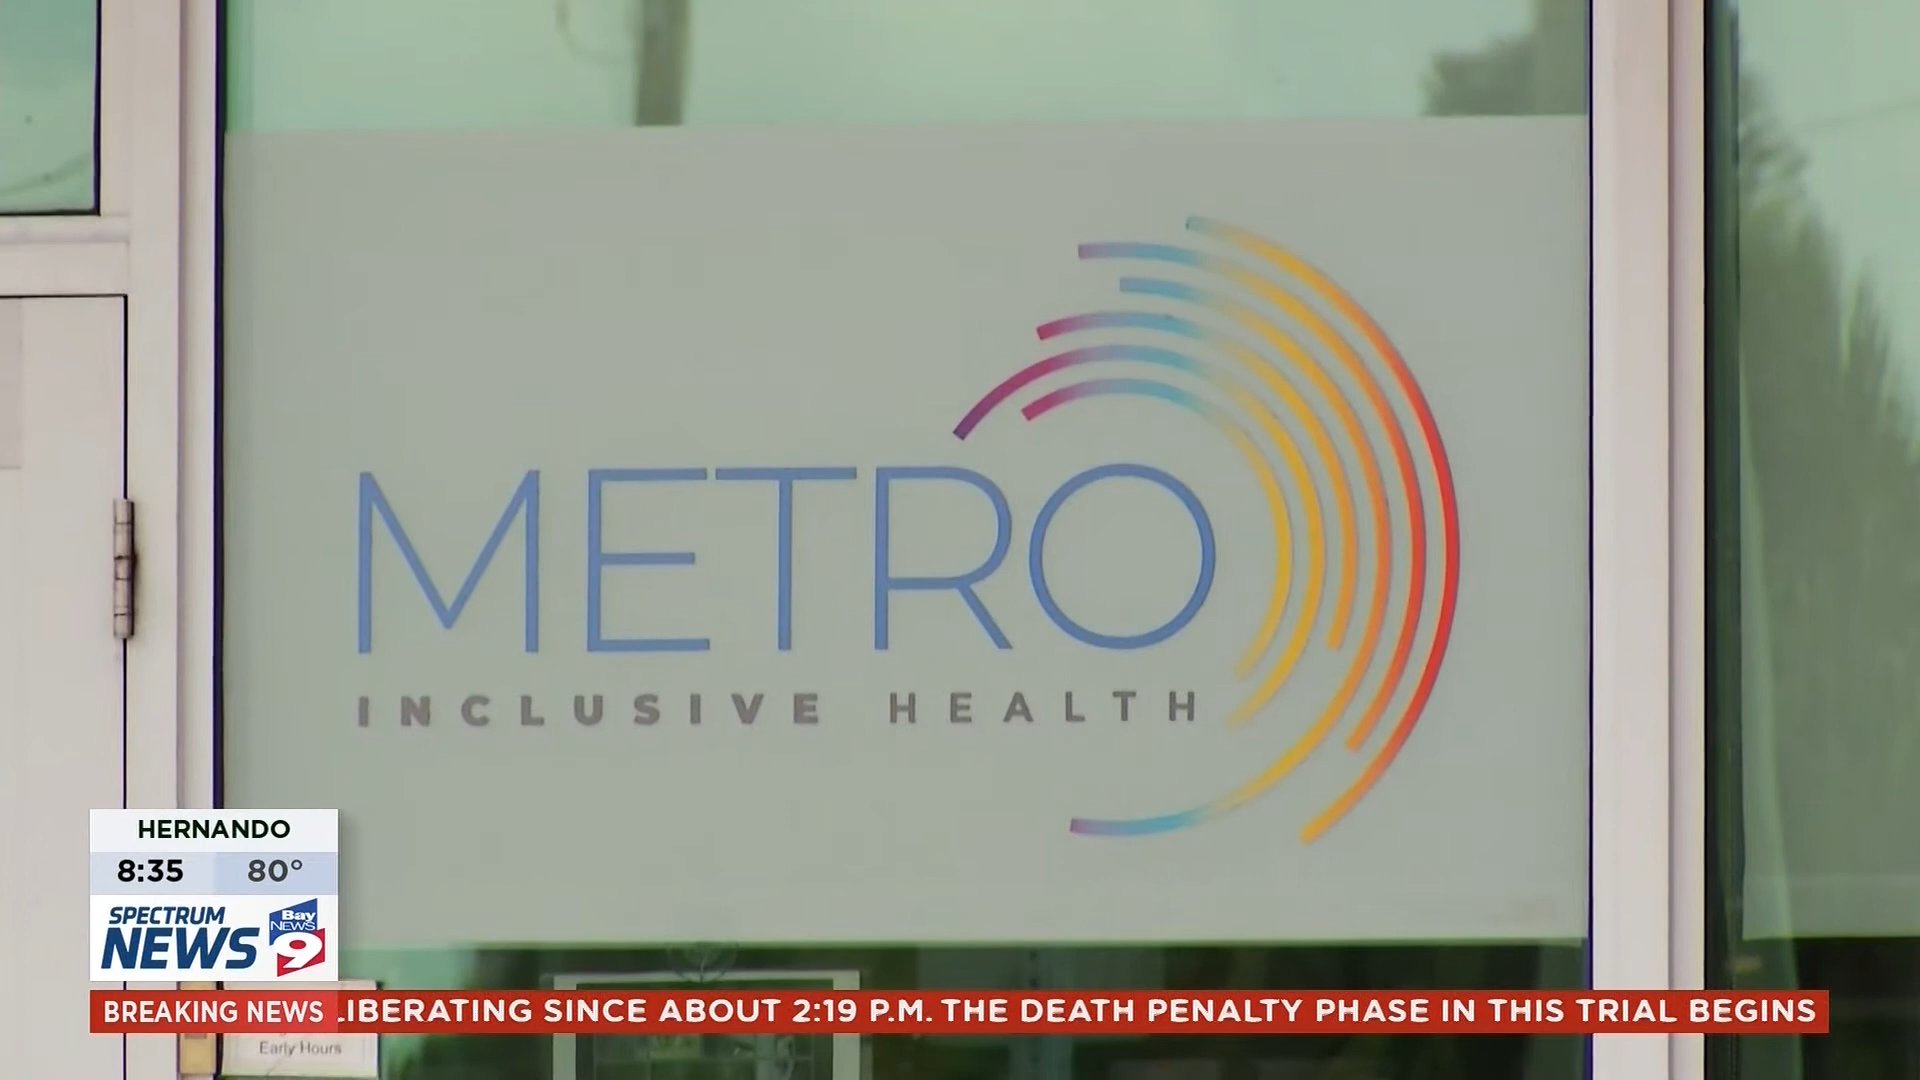 METRO
INCLUSIVE HEALTH
HERNANDO
8:35 80°
SPECTRUM
NEWS
Bay
NEWS
9
BREAKING NEWS LIBERATING SINCE ABOUT 2:19 P.M. THE DEATH PENALTY PHASE IN THIS TRIAL BEGINS
Early Hours